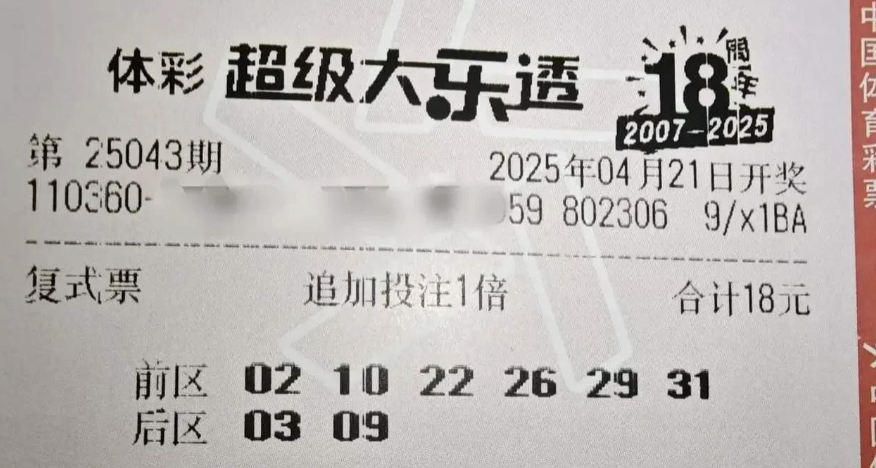 体彩 超级大乐透 18周年
2007-2025
第 25043期 2025年04月21日开奖
110360- 59 802306 9/x1BA
复式票 追加投注1倍 合计18元
前区 02 10 22 26 29 31
后区 03 09
中国体育彩票